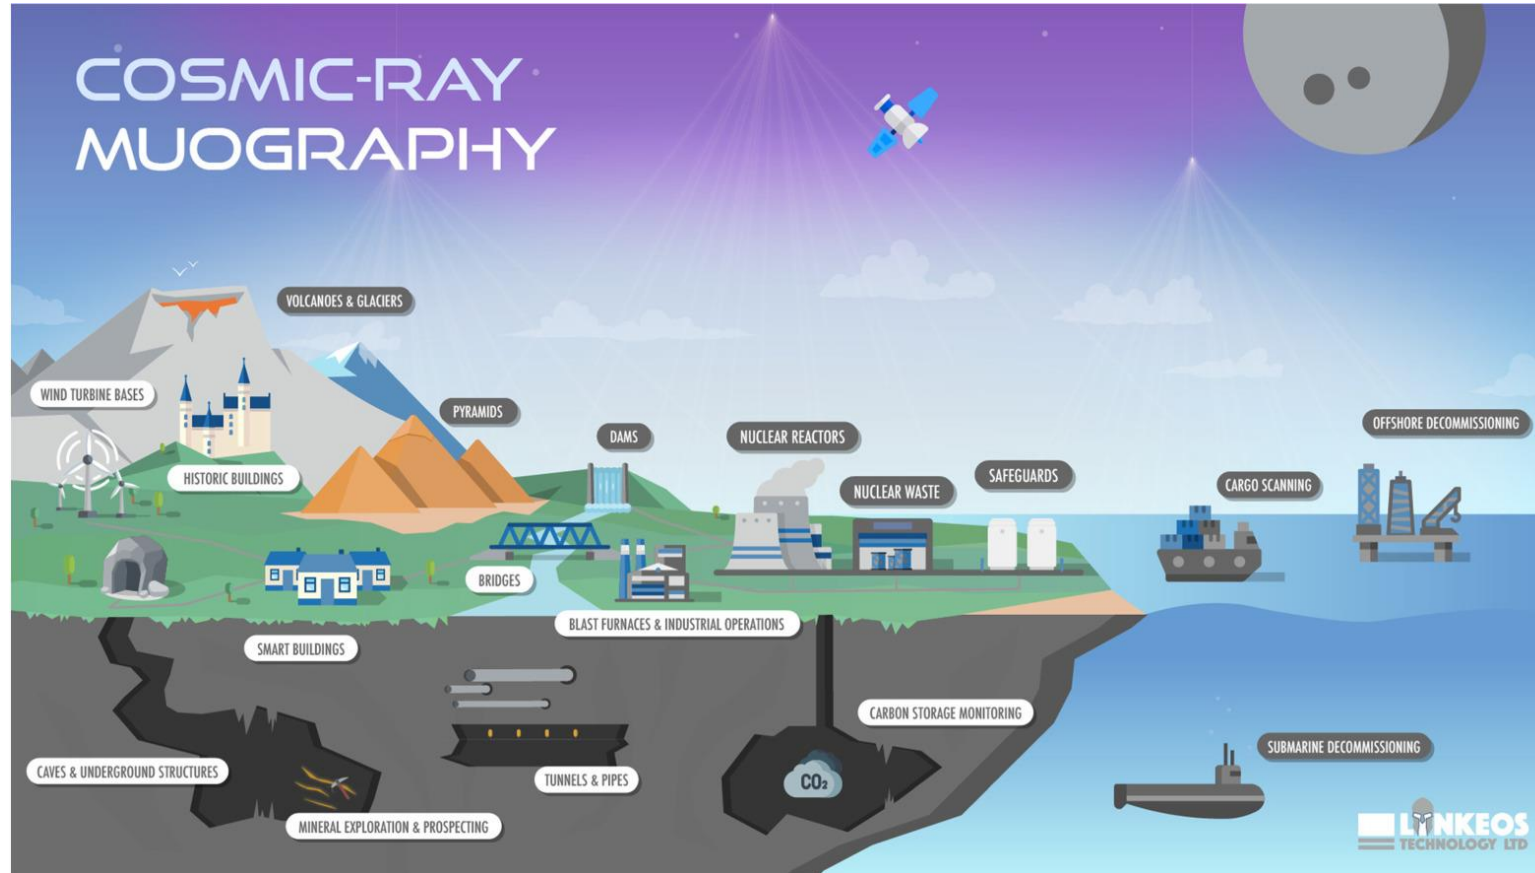 COSMIC-RAY
MUOGRAPHY
VOLCANOES & GLACIERS
WIND TURBINE BASES
PYRAMIDS
DAMS
NUCLEAR REACTORS
OFFSHORE DECOMMISSIONING
HISTORIC BUILDINGS
NUCLEAR WASTE
SAFEGUARDS
CARGO SCANNING
BRIDGES
BLAST FURNACES & INDUSTRIAL OPERATIONS
SMART BUILDINGS
CARBON STORAGE MONITORING
SUBMARINE DECOMMISSIONING
CAVES & UNDERGROUND STRUCTURES
TUNNELS & PIPES
CO₂
MINERAL EXPLORATION & PROSPECTING
LYNKEOS
TECHNOLOGY LTD